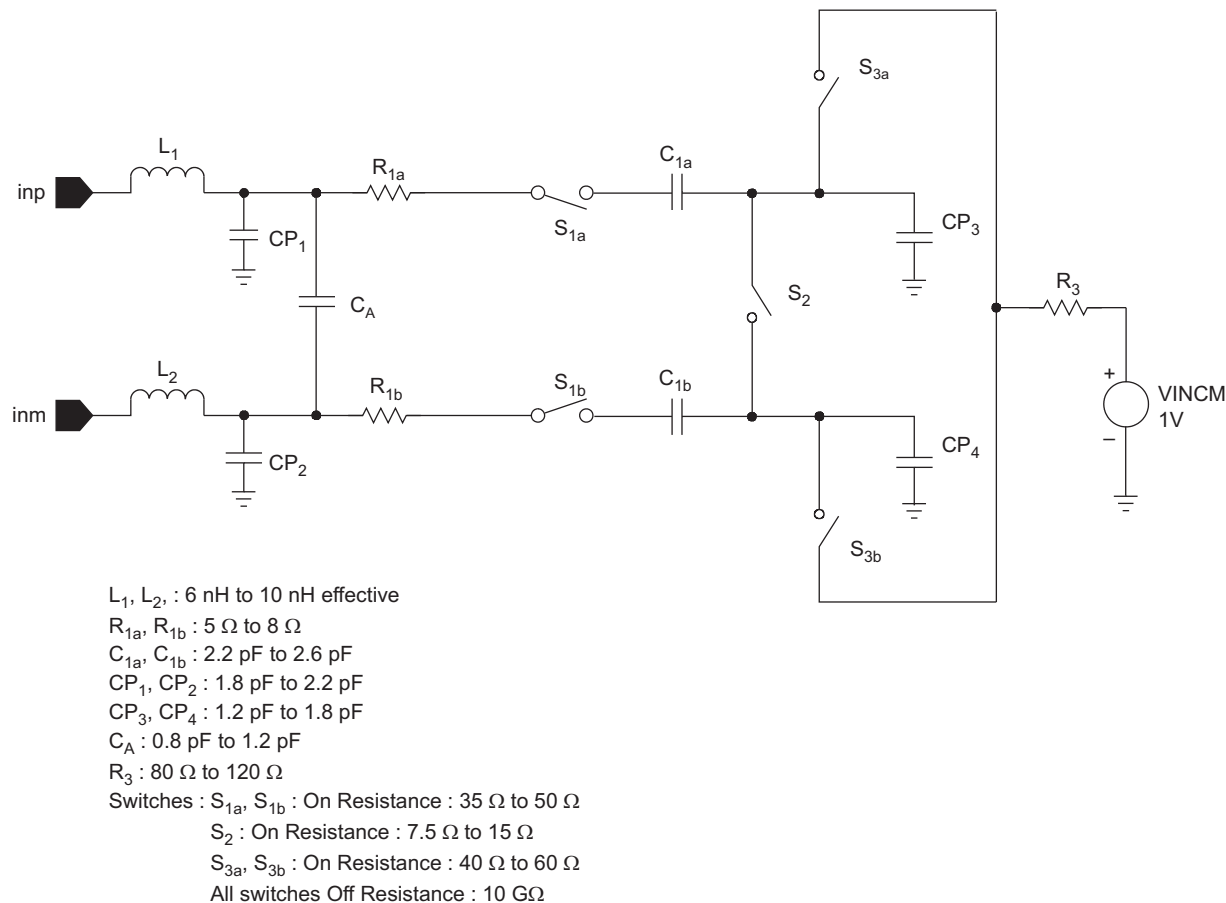 S3a
L1
R1a
C1a
inp
CP1
S1a
CP3
CA
S2
R3
L2
R1b
S1b
C1b
inm
CP2
CP4
+
VINCM
1V
–
S3b
L1, L2, : 6 nH to 10 nH effective
R1a, R1b : 5 Ω to 8 Ω
C1a, C1b : 2.2 pF to 2.6 pF
CP1, CP2 : 1.8 pF to 2.2 pF
CP3, CP4 : 1.2 pF to 1.8 pF
CA : 0.8 pF to 1.2 pF
R3 : 80 Ω to 120 Ω
Switches : S1a, S1b : On Resistance : 35 Ω to 50 Ω
S2 : On Resistance : 7.5 Ω to 15 Ω
S3a, S3b : On Resistance : 40 Ω to 60 Ω
All switches Off Resistance : 10 GΩ